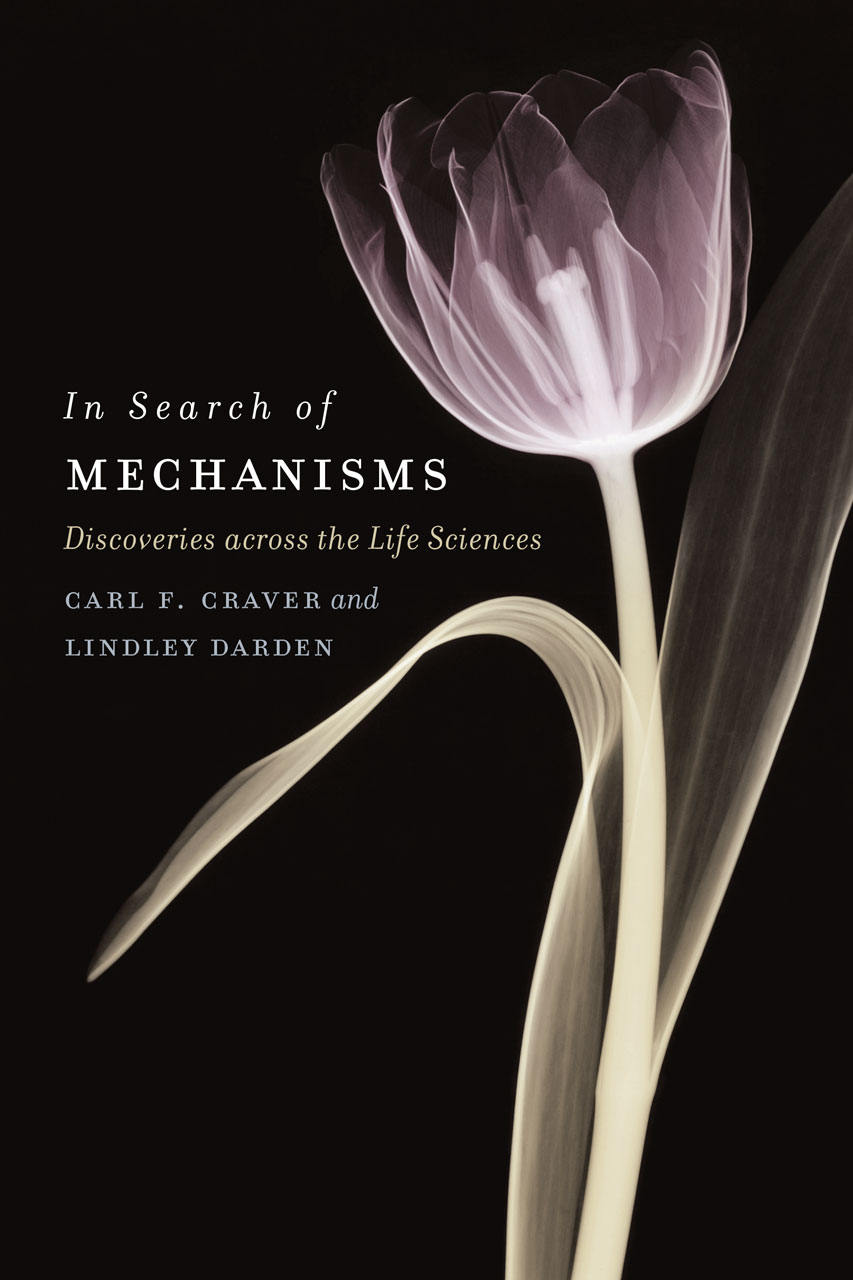 In Search of
MECHANISMS
Discoveries across the Life Sciences
CARL F. CRAVER and
LINDLEY DARDEN